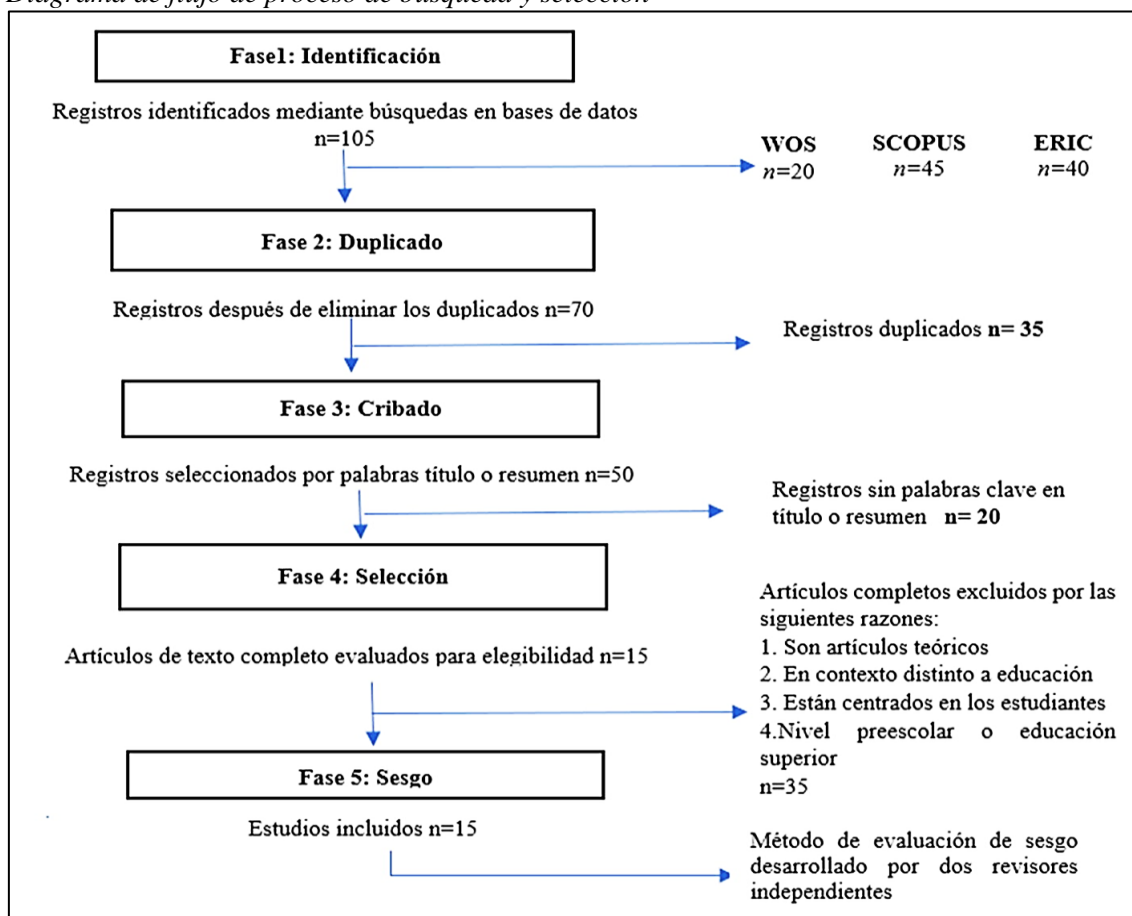 Diagrama de flujo de proceso de búsqueda y selección
Fase1: Identificación
Registros identificados mediante búsquedas en bases de datos
n=105
WOS SCOPUS ERIC
n=20 n=45 n=40
Fase 2: Duplicado
Registros después de eliminar los duplicados n=70
Registros duplicados n= 35
Fase 3: Cribado
Registros seleccionados por palabras título o resumen n=50
Registros sin palabras clave en
título o resumen n= 20
Fase 4: Selección
Artículos de texto completo evaluados para elegibilidad n=15
Artículos completos excluidos por las
siguientes razones:
1. Son artículos teóricos
2. En contexto distinto a educación
3. Están centrados en los estudiantes
4.Nivel preescolar o educación
superior
n=35
Fase 5: Sesgo
Estudios incluidos n=15
Método de evaluación de sesgo
desarrollado por dos revisores
independientes